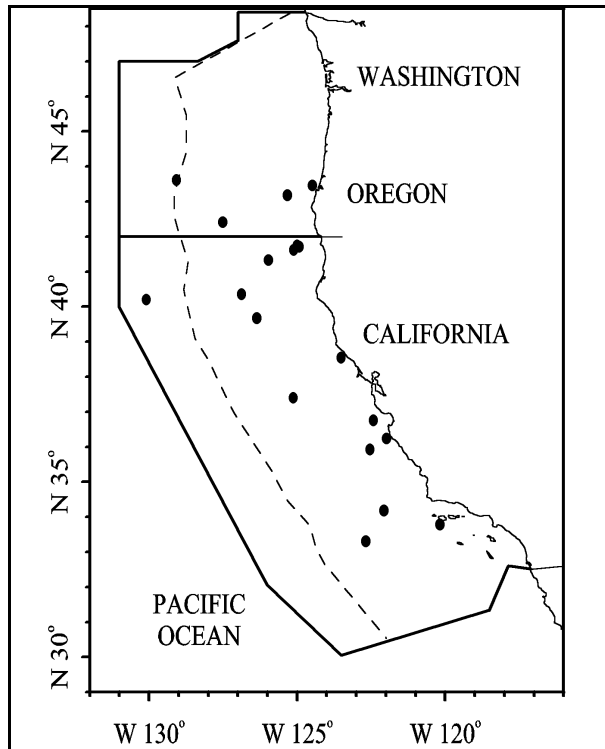 WASHINGTON
N 45°
OREGON
N 40°
CALIFORNIA
N 35°
PACIFIC
OCEAN
N 30°
W 130°
W 125°
W 120°